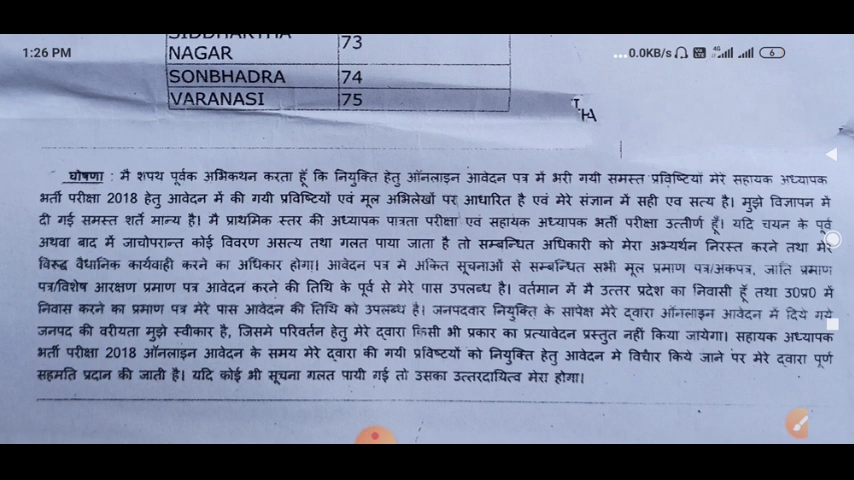 1:26 PM
...0.0KB/s 4G 6
SIDDHARTHA
NAGAR 73
SONBHADRA 74
VARANASI 75
घोषणा : मै शपथ पूर्वक अभिकथन करता हूँ कि नियुक्ति हेतु ऑनलाइन आवेदन पत्र में भरी गयी समस्त प्रविष्टियां मेरे सहायक अध्यापक
भर्ती परीक्षा 2018 हेतु आवेदन में की गयी प्रविष्टियों एवं मूल अभिलेखों पर आधारित है एवं मेरे संज्ञान में सही एव सत्य है। मुझे विज्ञापन में
दी गई समस्त शर्ते मान्य है। मै प्राथमिक स्तर की अध्यापक पात्रता परीक्षा एवं सहायक अध्यापक भर्ती परीक्षा उत्तीर्ण हूँ। यदि चयन के पूर्व
अथवा बाद में जाचोपरान्त कोई विवरण असत्य तथा गलत पाया जाता है तो सम्बन्धित अधिकारी को मेरा अभ्यर्थन निरस्त करने तथा मेरे
विरूद्ध वैधानिक कार्यवाही करने का अधिकार होगा। आवेदन पत्र मे अंकित सूचनाओं से सम्बन्धित सभी मूल प्रमाण पत्र/अंकपत्र, जाति प्रमाण
पत्र/विशेष आरक्षण प्रमाण पत्र आवेदन करने की तिथि के पूर्व से मेरे पास उपलब्ध है। वर्तमान में मै उत्तर प्रदेश का निवासी हूँ तथा उ0प्र0 में
निवास करने का प्रमाण पत्र मेरे पास आवेदन की तिथि को उपलब्ध है। जनपदवार नियुक्ति के सापेक्ष मेरे द्वारा ऑनलाइन आवेदन में दिये गये
जनपद की वरीयता मुझे स्वीकार है, जिसमे परिवर्तन हेतु मेरे द्वारा किसी भी प्रकार का प्रत्यावेदन प्रस्तुत नहीं किया जायेगा। सहायक अध्यापक
भर्ती परीक्षा 2018 ऑनलाइन आवेदन के समय मेरे द्वारा की गयी प्रविष्टयों को नियुक्ति हेतु आवेदन मे विचार किये जाने पर मेरे द्वारा पूर्ण
सहमति प्रदान की जाती है। यदि कोई भी सूचना गलत पायी गई तो उसका उत्तरदायित्व मेरा होगा।